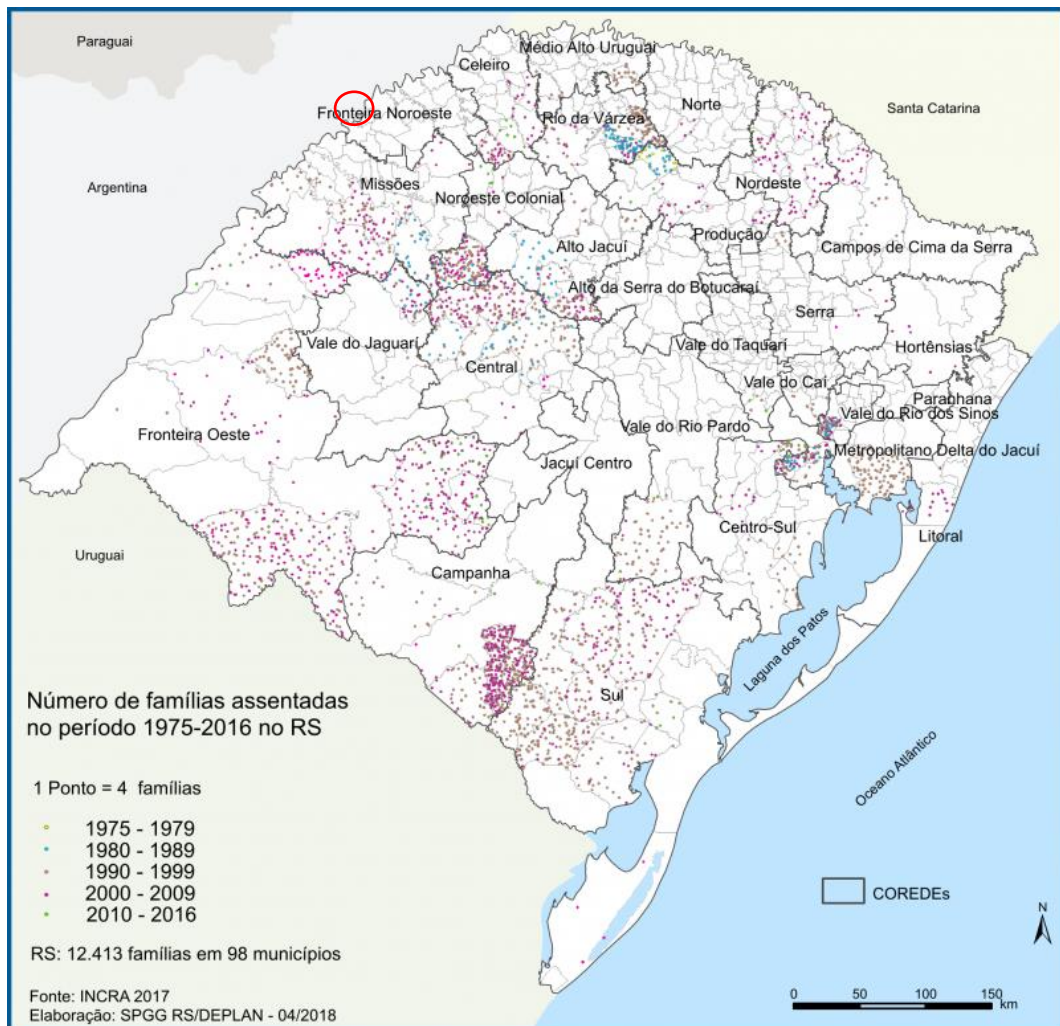 Paraguai
Médio Alto Uruguai
Celeiro
Norte
Santa Catarina
Fronteira Noroeste
Rio da Várzea
Argentina
Missões
Nordeste
Noroeste Colonial
Produção
Alto Jacuí
Campos de Cima da Serra
Alto da Serra do Botucaraí
Serra
Vale do Jaguarí
Vale do Taquarí
Hortênsias
Central
Vale do Caí
Paranhana
Vale do Rio dos Sinos
Vale do Rio Pardo
Fronteira Oeste
Metropolitano Delta do Jacuí
Jacuí Centro
Centro-Sul
Litoral
Uruguai
Campanha
Laguna dos Patos
Sul
Oceano Atlântico
Número de famílias assentadas
no período 1975-2016 no RS
1 Ponto = 4 famílias
1975 - 1979
1980 - 1989
1990 - 1999
2000 - 2009
2010 - 2016
COREDEs
N
RS: 12.413 famílias em 98 municípios
Fonte: INCRA 2017
Elaboração: SPGG RS/DEPLAN - 04/2018
0 50 100 150
km